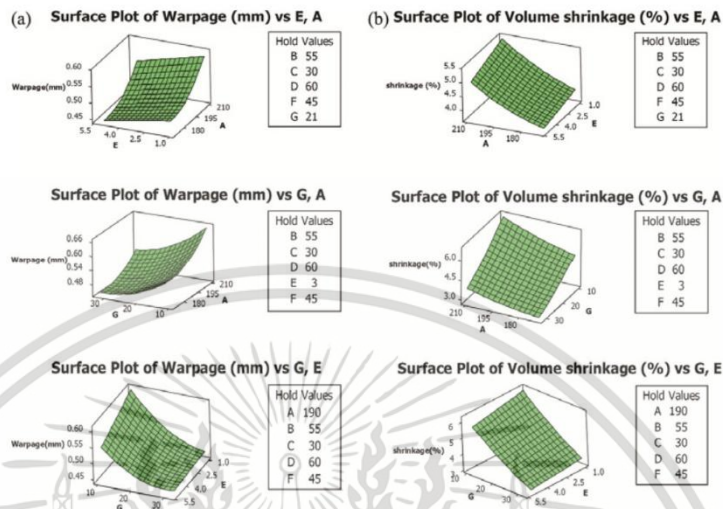 (a) Surface Plot of Warpage (mm) vs E, A
Warpage(mm)
0.60
0.55
0.50
0.45
5.5 4.0 2.5 1.0
E
210
195
180
A
Hold Values
B 55
C 30
D 60
F 45
G 21
(b) Surface Plot of Volume shrinkage (%) vs E, A
shrinkage (%)
5.5
5.0
4.5
4.0
210 195 180
A
1.0
2.5
4.0
5.5
E
Hold Values
B 55
C 30
D 60
F 45
G 21
Surface Plot of Warpage (mm) vs G, A
Warpage (mm)
0.66
0.60
0.54
0.48
30 20 10
G
210
195
180
A
Hold Values
B 55
C 30
D 60
E 3
F 45
Surface Plot of Volume shrinkage (%) vs G, A
shrinkage(%)
6.0
4.5
3.0
210 195 180
A
10
20
30
G
Hold Values
B 55
C 30
D 60
E 3
F 45
Surface Plot of Warpage (mm) vs G, E
Warpage(mm)
0.60
0.55
0.50
0.45
10 20 30
G
1.0
2.5
4.0
5.5
E
Hold Values
A 190
B 55
C 30
D 60
F 45
Surface Plot of Volume shrinkage (%) vs G, E
shrinkage(%)
6
5
4
3
10 20 30
G
1.0
2.5
4.0
5.5
E
Hold Values
A 190
B 55
C 30
D 60
F 45